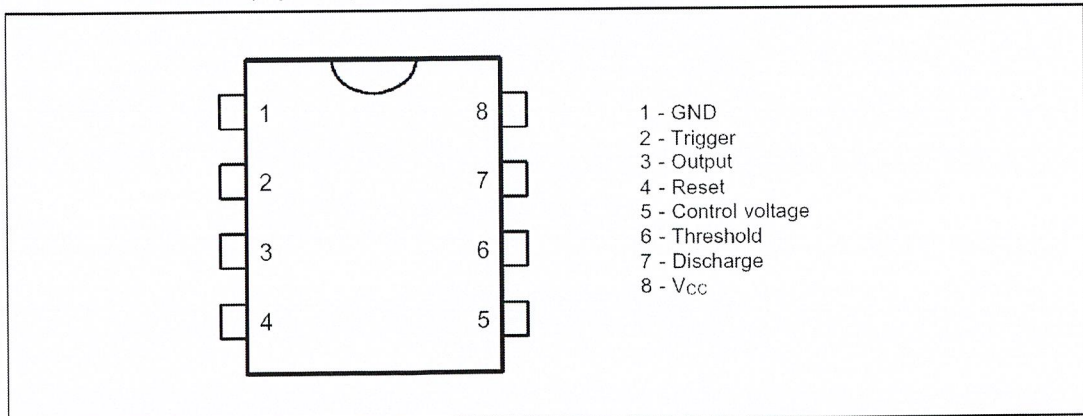 1 8
2 7
3 6
4 5
1 - GND
2 - Trigger
3 - Output
4 - Reset
5 - Control voltage
6 - Threshold
7 - Discharge
8 - VCC